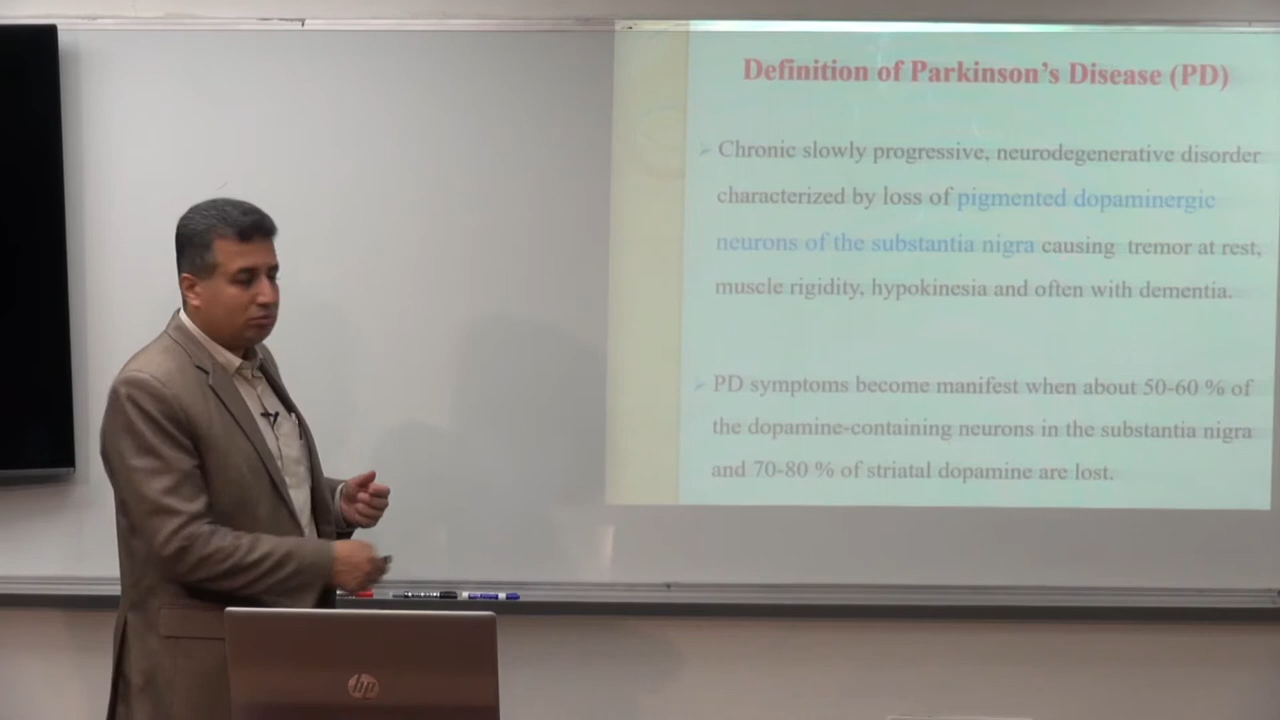 Definition of Parkinson's Disease (PD)
Chronic slowly progressive, neurodegenerative disorder
characterized by loss of pigmented dopaminergic
neurons of the substantia nigra causing tremor at rest,
muscle rigidity, hypokinesia and often with dementia.
PD symptoms become manifest when about 50-60 % of
the dopamine-containing neurons in the substantia nigra
and 70-80 % of striatal dopamine are lost.
hp